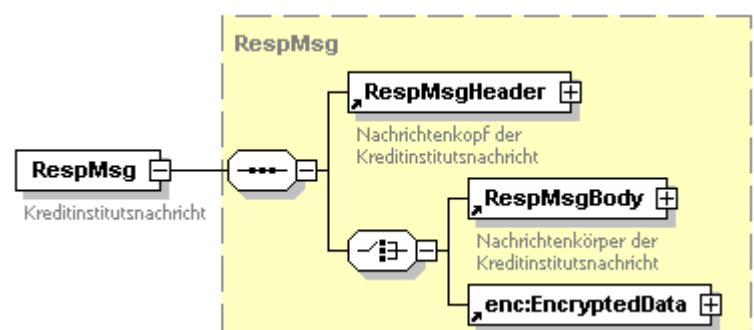 RespMsg
RespMsgHeader
Nachrichtenkopf der
Kreditinstitutsnachricht
RespMsg
Kreditinstitutsnachricht
RespMsgBody
Nachrichtenkörper der
Kreditinstitutsnachricht
enc:EncryptedData